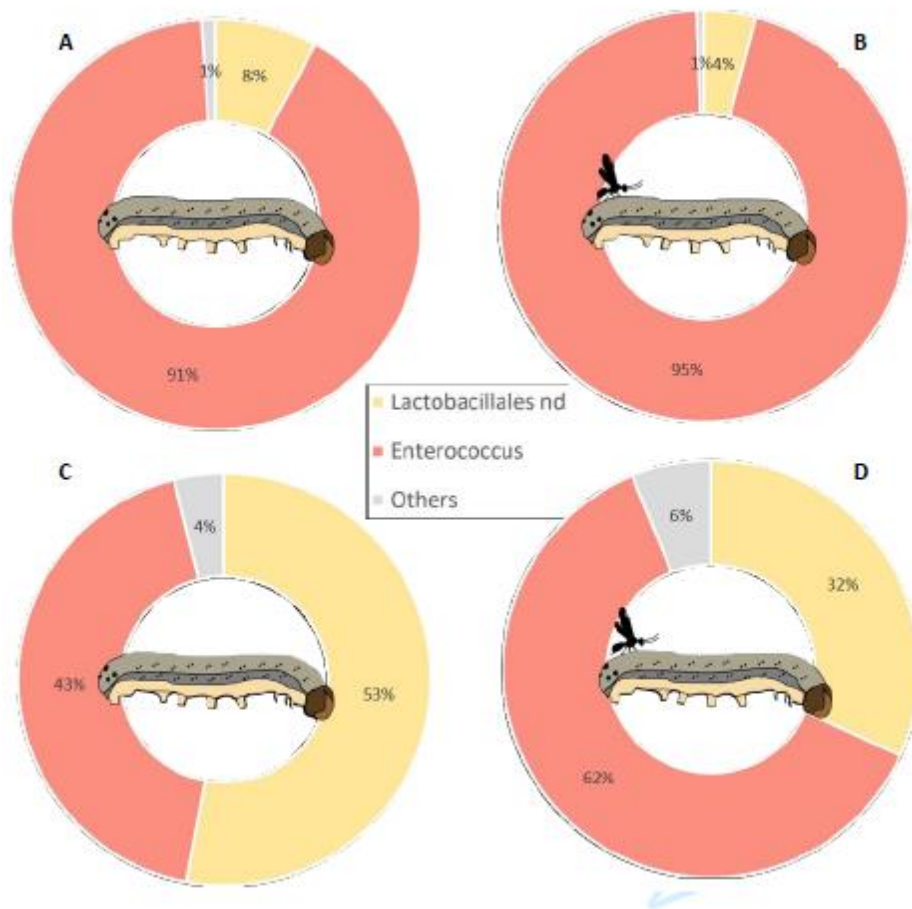 A
1%
8%
91%
B
1%
4%
95%
Lactobacillales nd
Enterococcus
Others
C
4%
43%
53%
D
6%
32%
62%